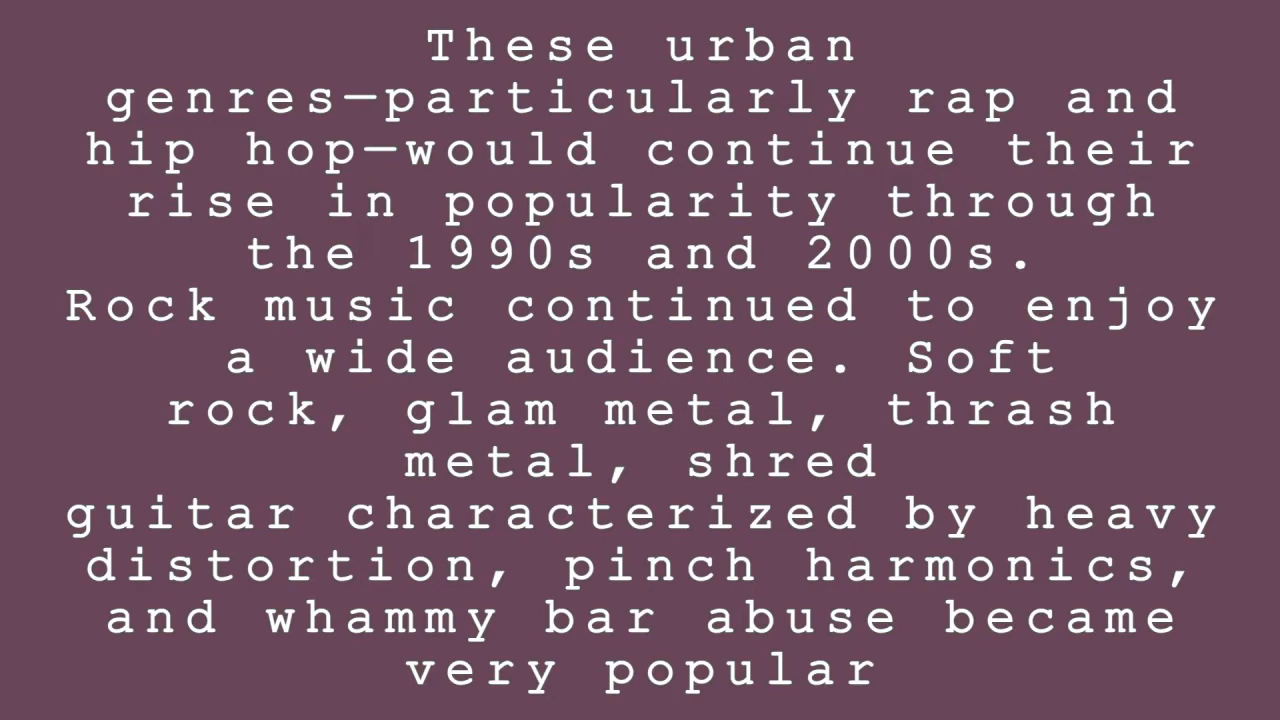 These urban
genres—particularly rap and
hip hop—would continue their
rise in popularity through
the 1990s and 2000s.
Rock music continued to enjoy
a wide audience. Soft
rock, glam metal, thrash
metal, shred
guitar characterized by heavy
distortion, pinch harmonics,
and whammy bar abuse became
very popular